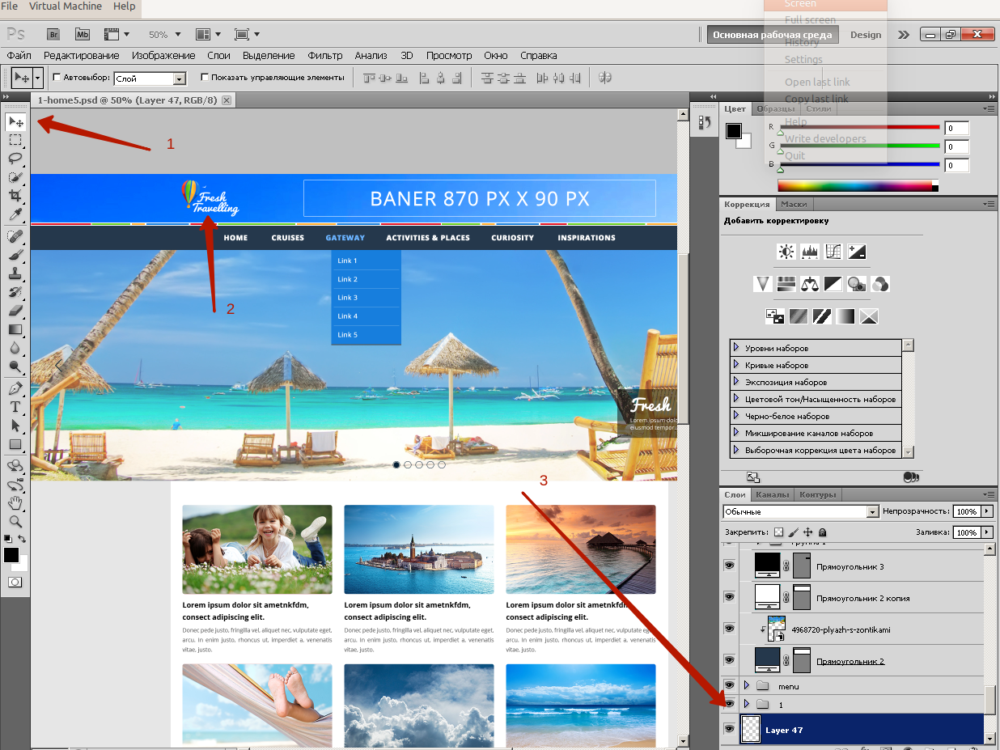 File Virtual Machine Help
Screen
Full screen
History
Settings
Open last link
Copy last link
Help
Write developers
Quit
Ps Br Mb 50% Основная рабочая среда Design
Файл Редактирование Изображение Слои Выделение Фильтр Анализ 3D Просмотр Окно Справка
Автовыбор: Слой Показать управляющие элементы
1-home5.psd @ 50% (Layer 47, RGB/8)
1
Fresh
Travelling
BANER 870 PX X 90 PX
HOME CRUISES GATEWAY ACTIVITIES & PLACES CURIOSITY INSPIRATIONS
Link 1
Link 2
Link 3
Link 4
Link 5
2
Fresh
Lorem ipsum dolo
eiusmod tempor..
3
Lorem ipsum dolor sit ametnkfdm,
consect adipiscing elit.
Donec pede justo, fringilla vel, aliquet nec, vulputate eget,
arcu. In enim justo, rhoncus ut, imperdiet a, venenatis
vitae, justo.
Lorem ipsum dolor sit ametnkfdm,
consect adipiscing elit.
Donec pede justo, fringilla vel, aliquet nec, vulputate eget,
arcu. In enim justo, rhoncus ut, imperdiet a, venenatis
vitae, justo.
Lorem ipsum dolor sit ametnkfdm,
consect adipiscing elit.
Donec pede justo, fringilla vel, aliquet nec, vulputate eget,
arcu. In enim justo, rhoncus ut, imperdiet a, venenatis
vitae, justo.
Цвет Образцы Стили
R 0
G 0
B 0
Коррекция Маски
Добавить корректировку
Уровни наборов
Кривые наборов
Экспозиция наборов
Цветовой тон/Насыщенность наборов
Черно-белое наборов
Микширование каналов наборов
Выборочная коррекция цвета наборов
Слои Каналы Контуры
Обычные Непрозрачность: 100%
Закрепить: Заливка: 100%
Прямоугольник 3
Прямоугольник 2 копия
4968720-plyazh-s-zontikami
Прямоугольник 2
menu
1
Layer 47